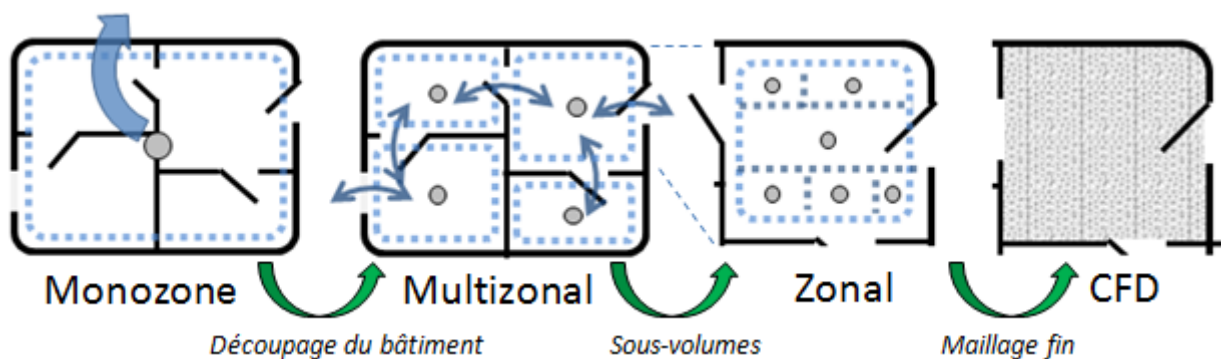 Monozone Multizonal Zonal CFD
Découpage du bâtiment Sous-volumes Maillage fin